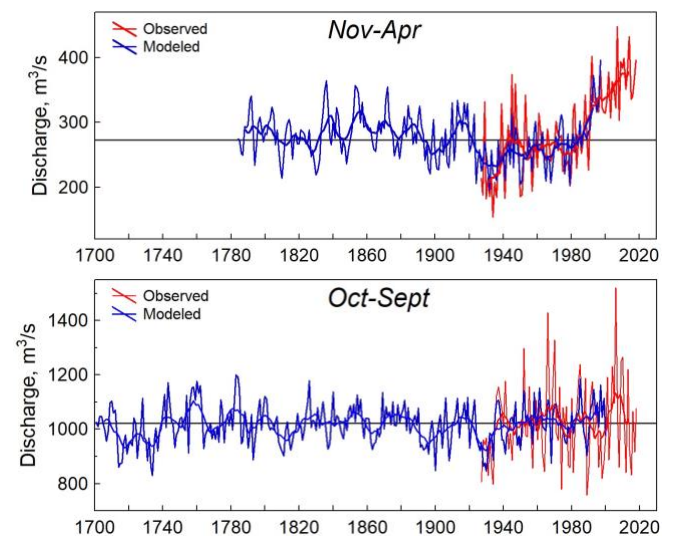 Nov-Apr
Observed
Modeled
Discharge, m³/s
400
300
200
1700 1740 1780 1820 1860 1900 1940 1980 2020
Oct-Sept
Observed
Modeled
Discharge, m³/s
1400
1200
1000
800
1700 1740 1780 1820 1860 1900 1940 1980 2020